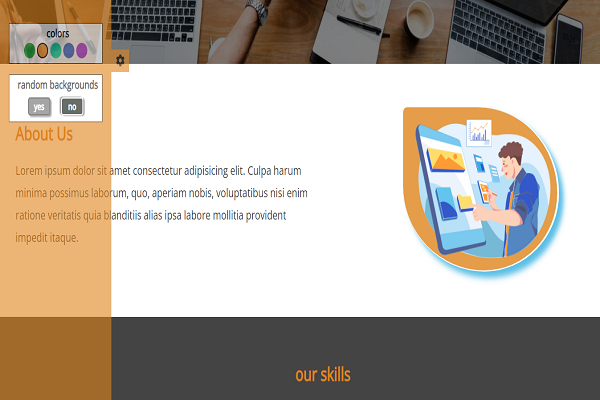 colors
random backgrounds
yes no
About Us
Lorem ipsum dolor sit amet consectetur adipisicing elit. Culpa harum
minima possimus laborum, quo, aperiam nobis, voluptatibus nisi enim
ratione veritatis quia blanditiis alias ipsa labore mollitia provident
impedit itaque.
our skills